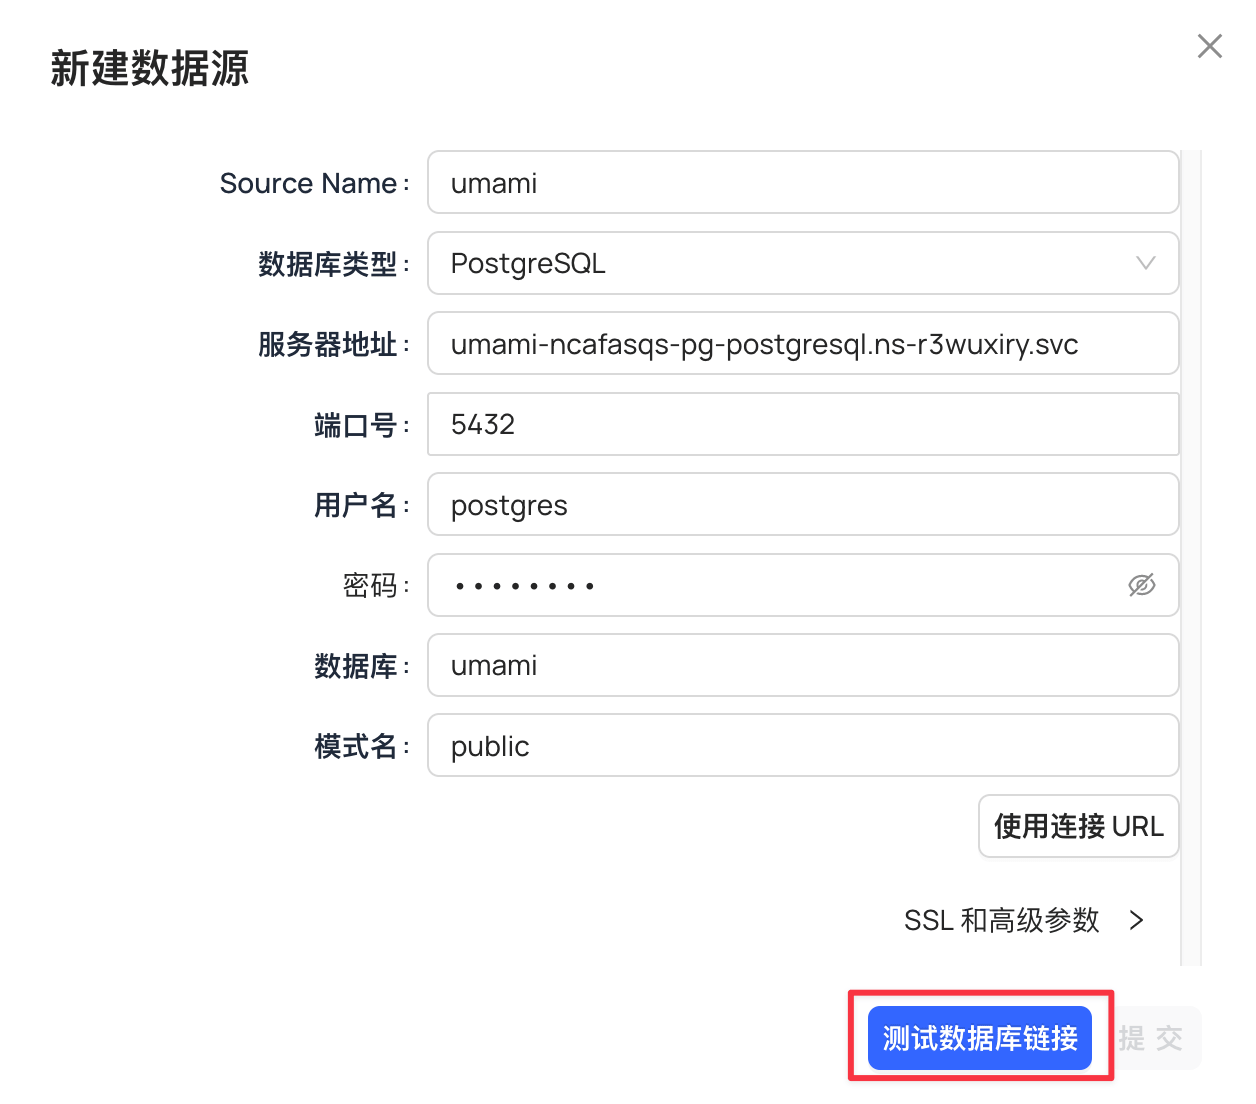 新建数据源
Source Name :
umami
数据库类型 :
PostgreSQL
服务器地址 :
umami-ncafasqs-pg-postgresql.ns-r3wuxiry.svc
端口号 :
5432
用户名 :
postgres
密码 :
••••••••
数据库 :
umami
模式名 :
public
使用连接 URL
SSL 和高级参数
测试数据库链接
提 交